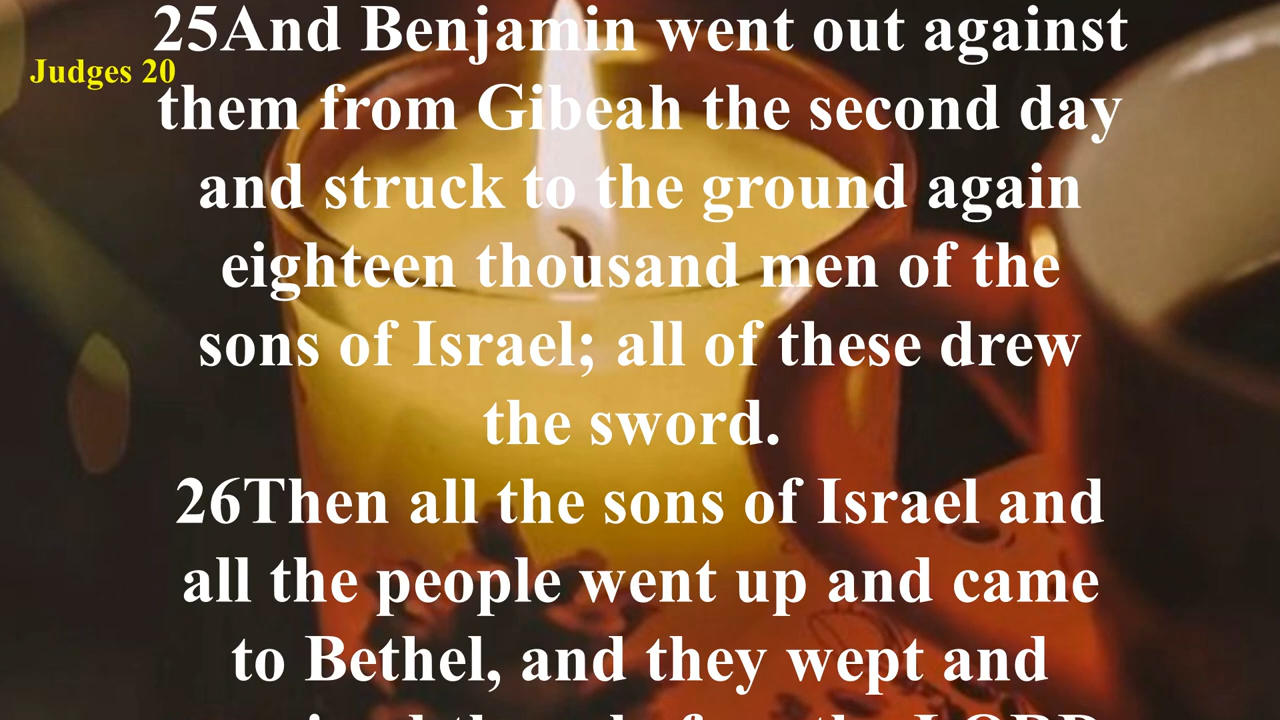 25And Benjamin went out against
Judges 20
them from Gibeah the second day
and struck to the ground again
eighteen thousand men of the
sons of Israel; all of these drew
the sword.
26Then all the sons of Israel and
all the people went up and came
to Bethel, and they wept and